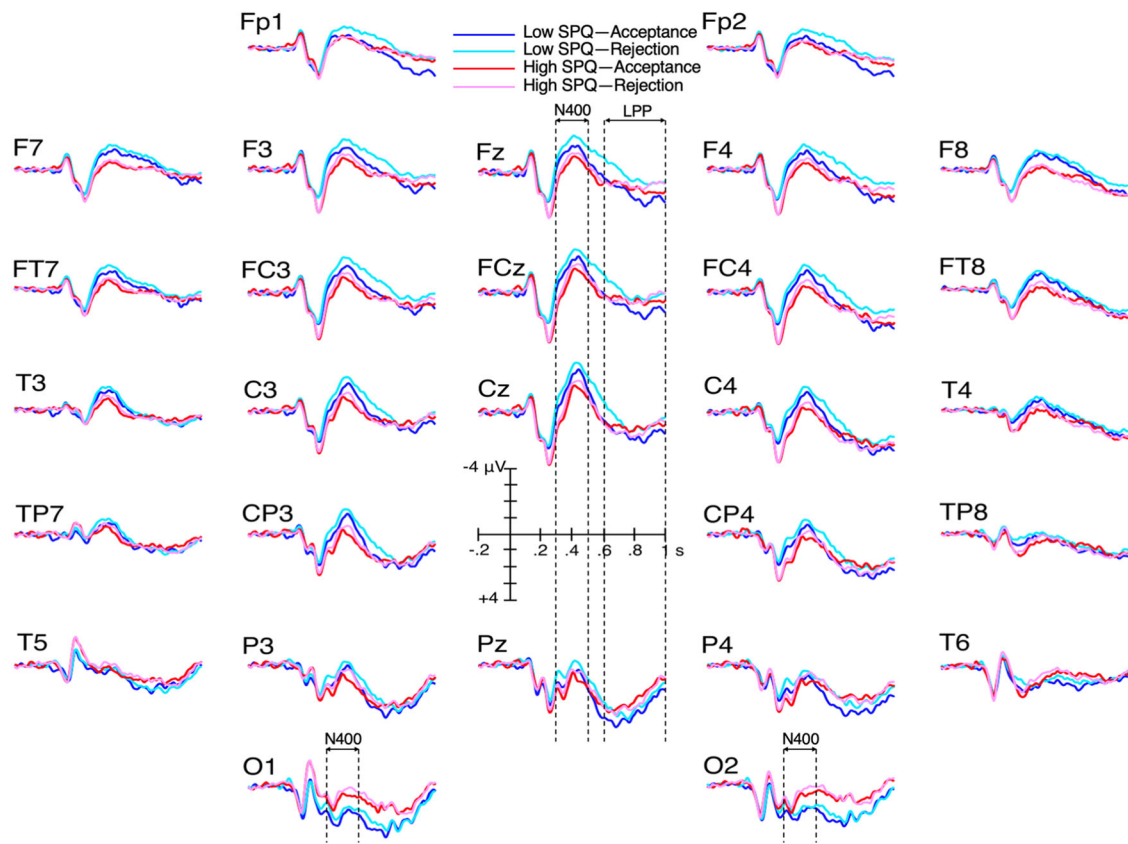 Fp1
Low SPQ—Acceptance
Low SPQ—Rejection
High SPQ—Acceptance
High SPQ—Rejection
Fp2
N400
LPP
F7
F3
Fz
F4
F8
FT7
FC3
FCz
FC4
FT8
T3
C3
Cz
C4
T4
-4 µV
TP7
CP3
-0.2 .2 .4 .6 .8 1 s
+4
CP4
TP8
T5
P3
Pz
P4
T6
N400
N400
O1
O2